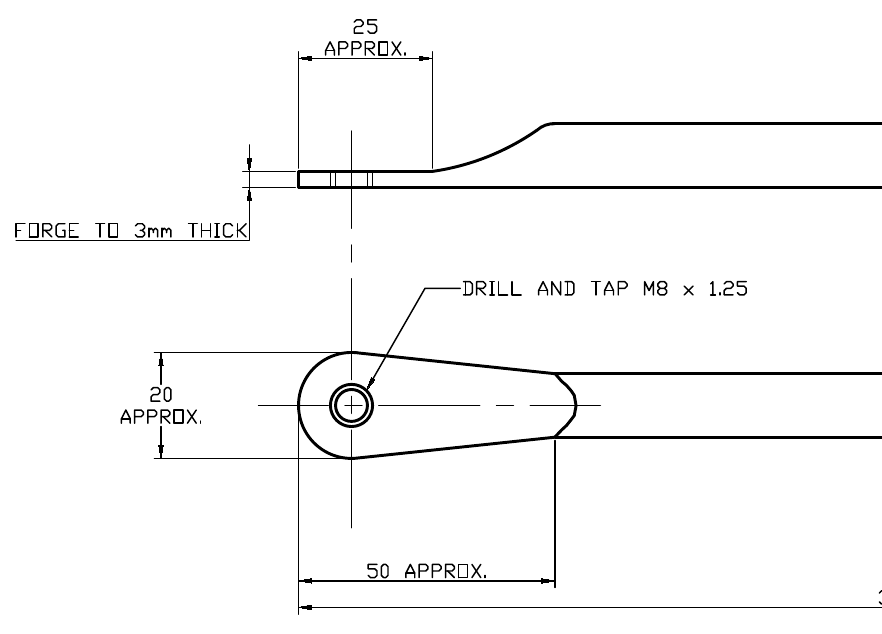 25
APPROX.
FORGE TO 3mm THICK
DRILL AND TAP M8 x 1.25
20
APPROX.
50 APPROX.